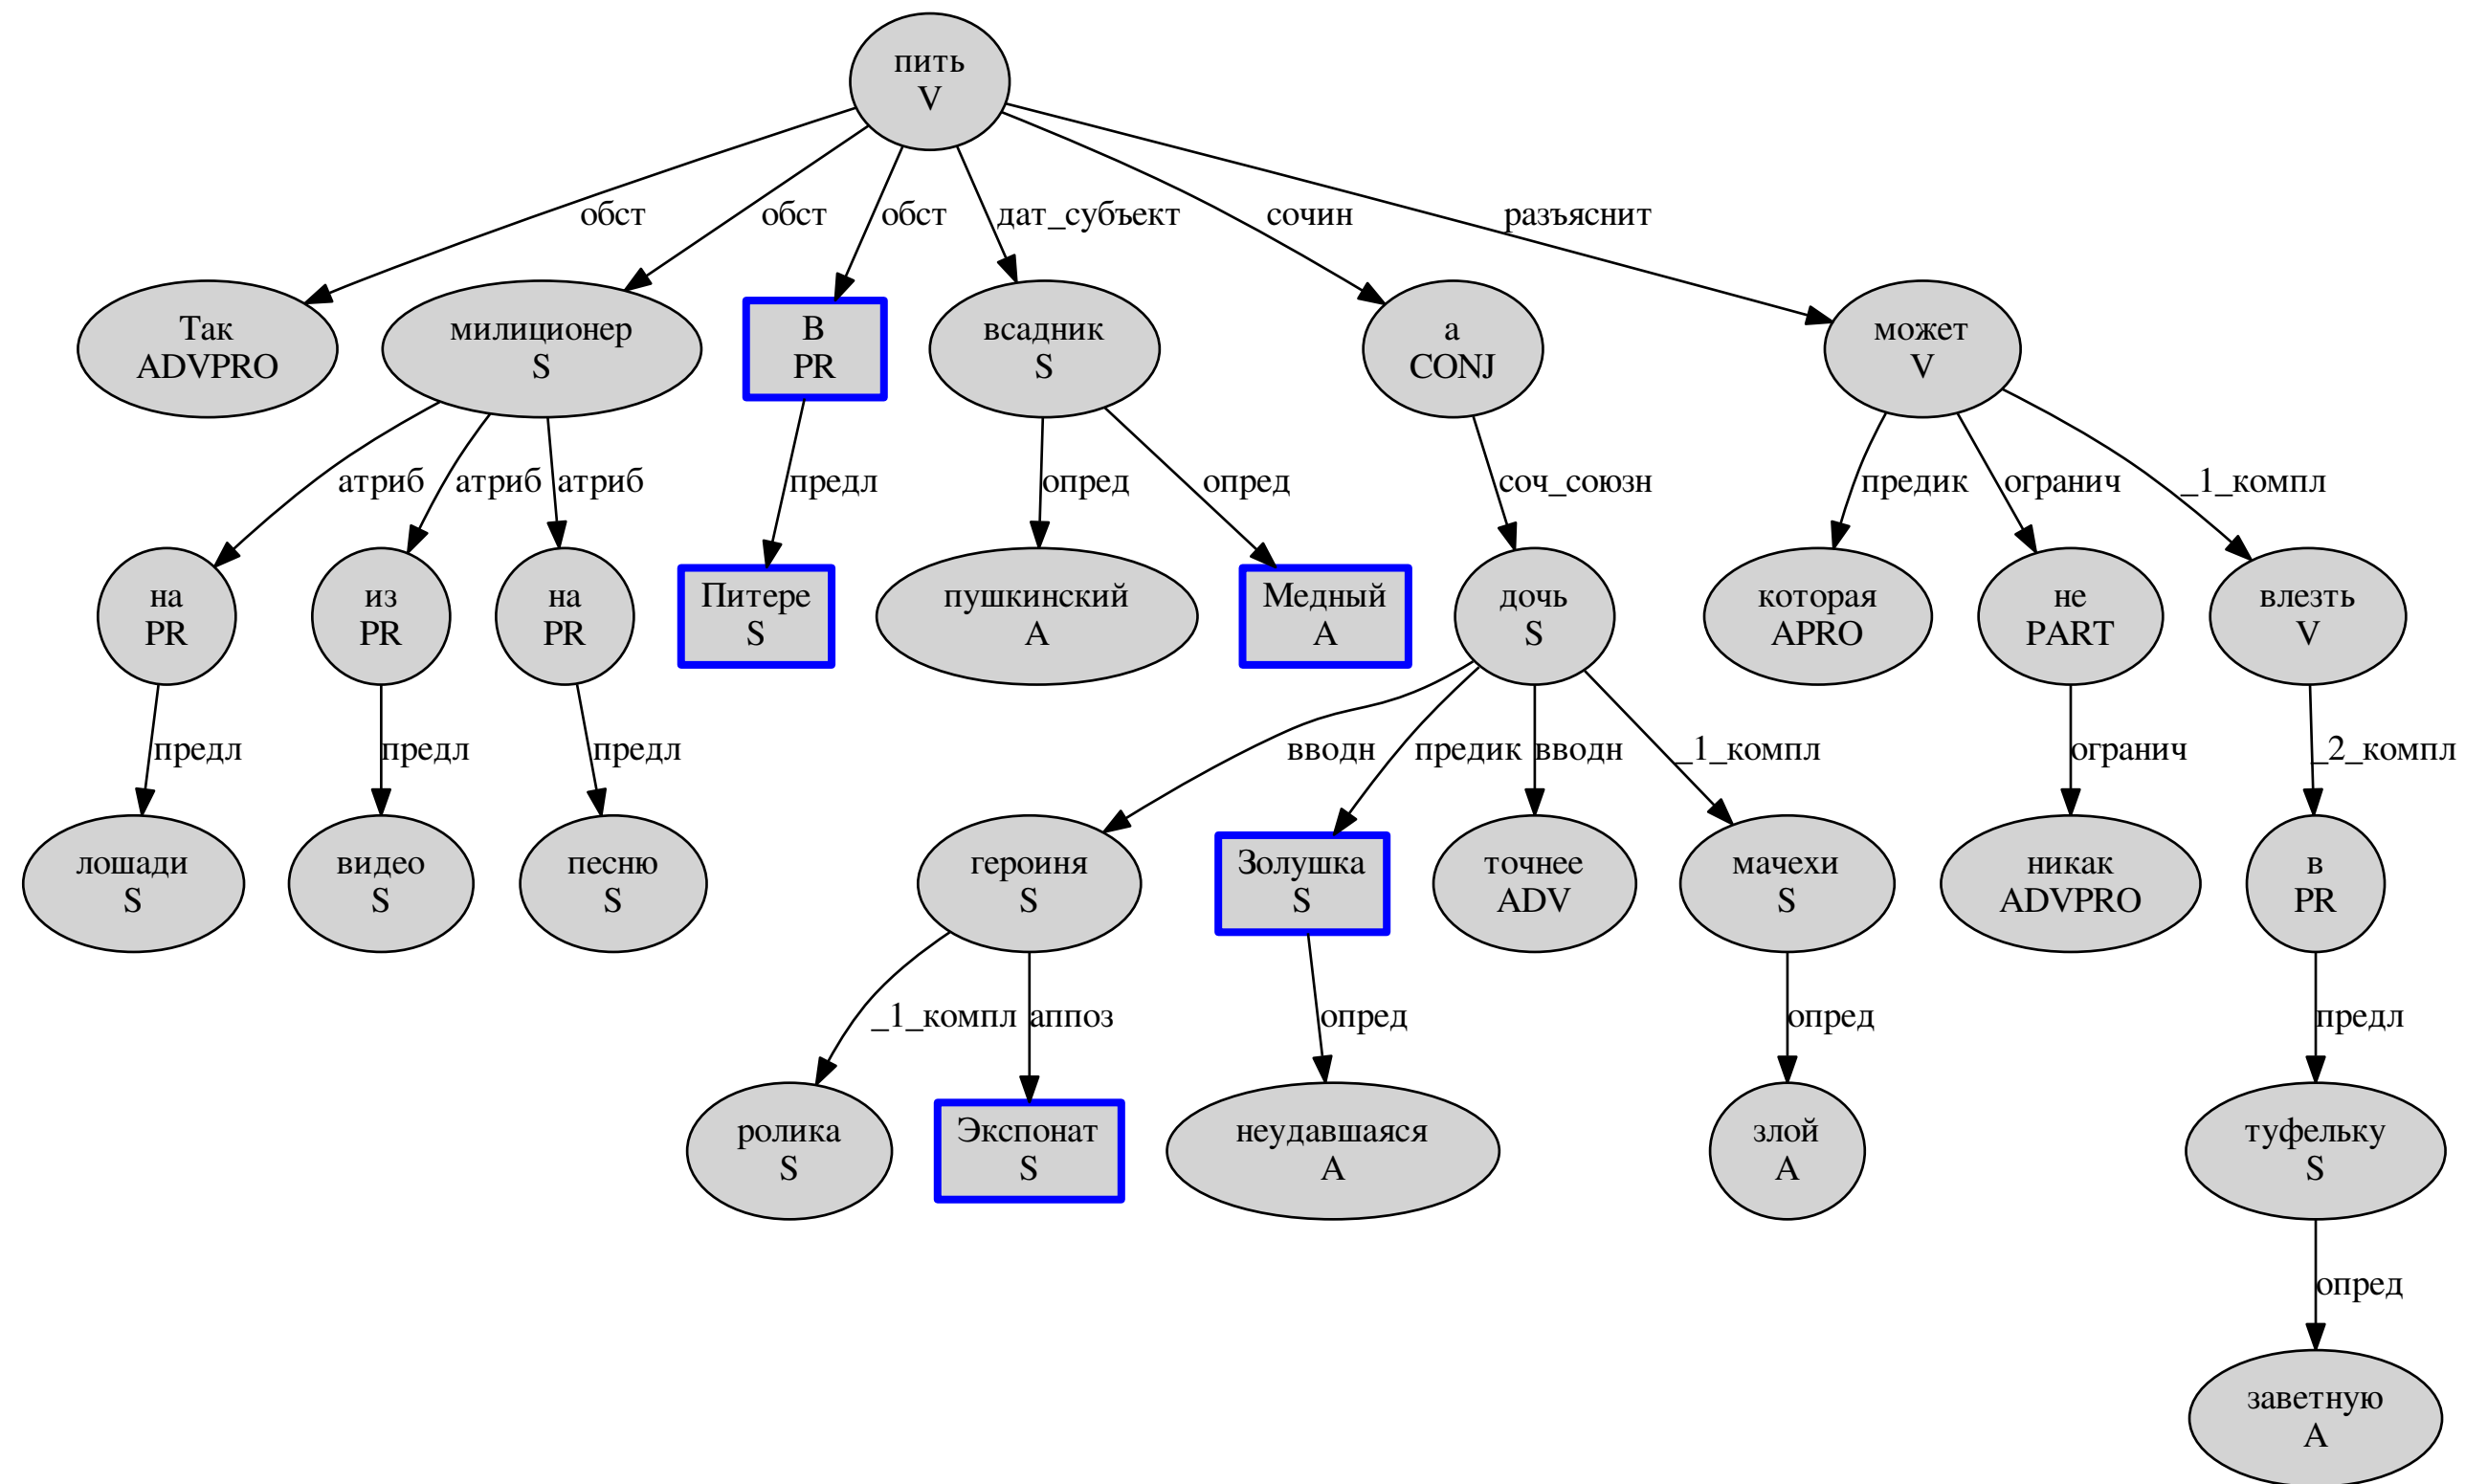 пить
V
обст
обст
обст
дат_субъект
сочин
разъяснит
Так
ADVPRO
милиционер
S
В
PR
всадник
S
а
CONJ
может
V
атриб
атриб
атриб
предл
опред
опред
соч_союзн
предик
огранич
_1_компл
на
PR
из
PR
на
PR
Питере
S
пушкинский
A
Медный
A
дочь
S
которая
APRO
не
PART
влезть
V
предл
предл
предл
вводн
предик
вводн
_1_компл
огранич
_2_компл
лошади
S
видео
S
песню
S
героиня
S
Золушка
S
точнее
ADV
мачехи
S
никак
ADVPRO
в
PR
_1_компл
аппоз
опред
опред
предл
ролика
S
Экспонат
S
неудавшаяся
A
злой
A
туфельку
S
опред
заветную
A